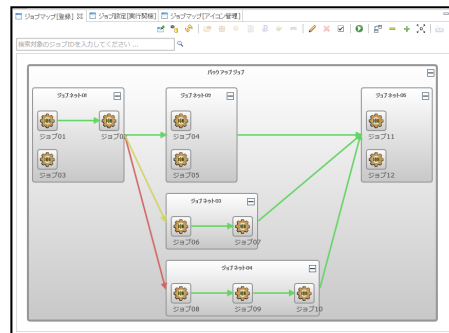 ジョブマップ[登録]
ジョブ設定[実行契機]
ジョブマップ[アイコン管理]
検索対象のジョブIDを入力してください ...
バックアップジョブ
ジョブネット01
ジョブ01
ジョブ02
ジョブ03
ジョブネット02
ジョブ04
ジョブ05
ジョブネット03
ジョブ06
ジョブ07
ジョブネット04
ジョブ08
ジョブ09
ジョブ10
ジョブネット05
ジョブ11
ジョブ12